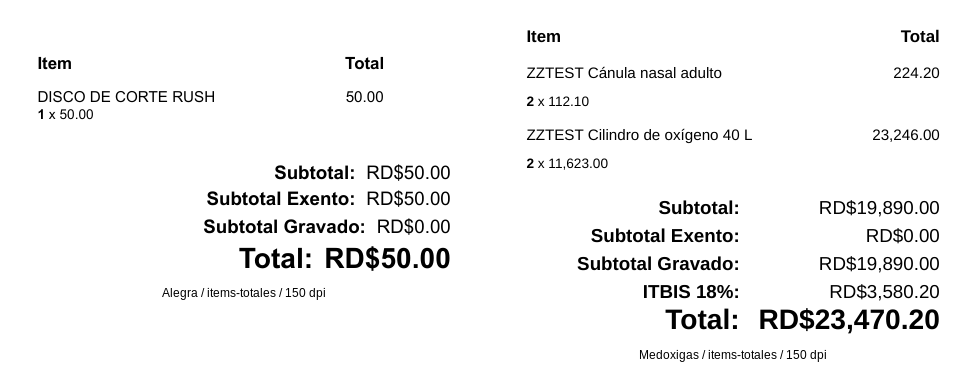 Item Total
DISCO DE CORTE RUSH 50.00
1 x 50.00
Subtotal: RD$50.00
Subtotal Exento: RD$50.00
Subtotal Gravado: RD$0.00
Total: RD$50.00
Alegra / items-totales / 150 dpi
Item Total
ZZTEST Cánula nasal adulto 224.20
2 x 112.10
ZZTEST Cilindro de oxígeno 40 L 23,246.00
2 x 11,623.00
Subtotal: RD$19,890.00
Subtotal Exento: RD$0.00
Subtotal Gravado: RD$19,890.00
ITBIS 18%: RD$3,580.20
Total: RD$23,470.20
Medoxigas / items-totales / 150 dpi